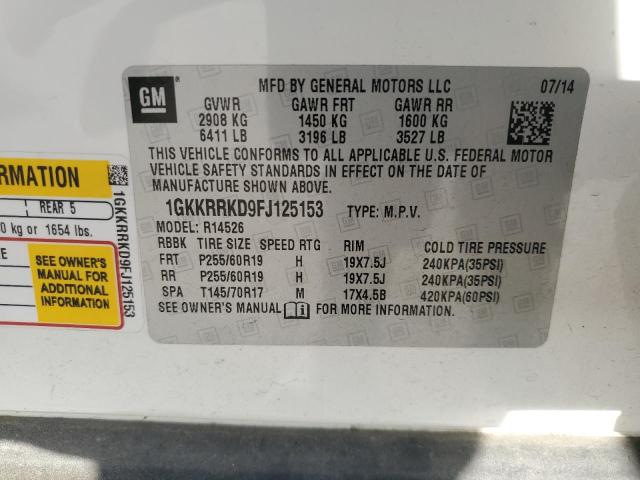 GM
MFD BY GENERAL MOTORS LLC 07/14
GVWR GAWR FRT GAWR RR
2908 KG 1450 KG 1600 KG
6411 LB 3196 LB 3527 LB
THIS VEHICLE CONFORMS TO ALL APPLICABLE U.S. FEDERAL MOTOR
VEHICLE SAFETY STANDARDS IN EFFECT ON THE DATE OF
MANUFACTURE SHOWN ABOVE.
1GKKRRKD9FJ125153 TYPE: M.P.V.
MODEL: R14526
RBBK TIRE SIZE SPEED RTG RIM COLD TIRE PRESSURE
FRT P255/60R19 H 19X7.5J 240KPA(35PSI)
RR P255/60R19 H 19X7.5J 240KPA(35PSI)
SPA T145/70R17 M 17X4.5B 420KPA(60PSI)
SEE OWNER'S MANUAL FOR MORE INFORMATION.
REAR 5
kg or 1654 lbs.
SEE OWNER'S
MANUAL FOR
ADDITIONAL
INFORMATION
1GKKRRKD9FJ125153